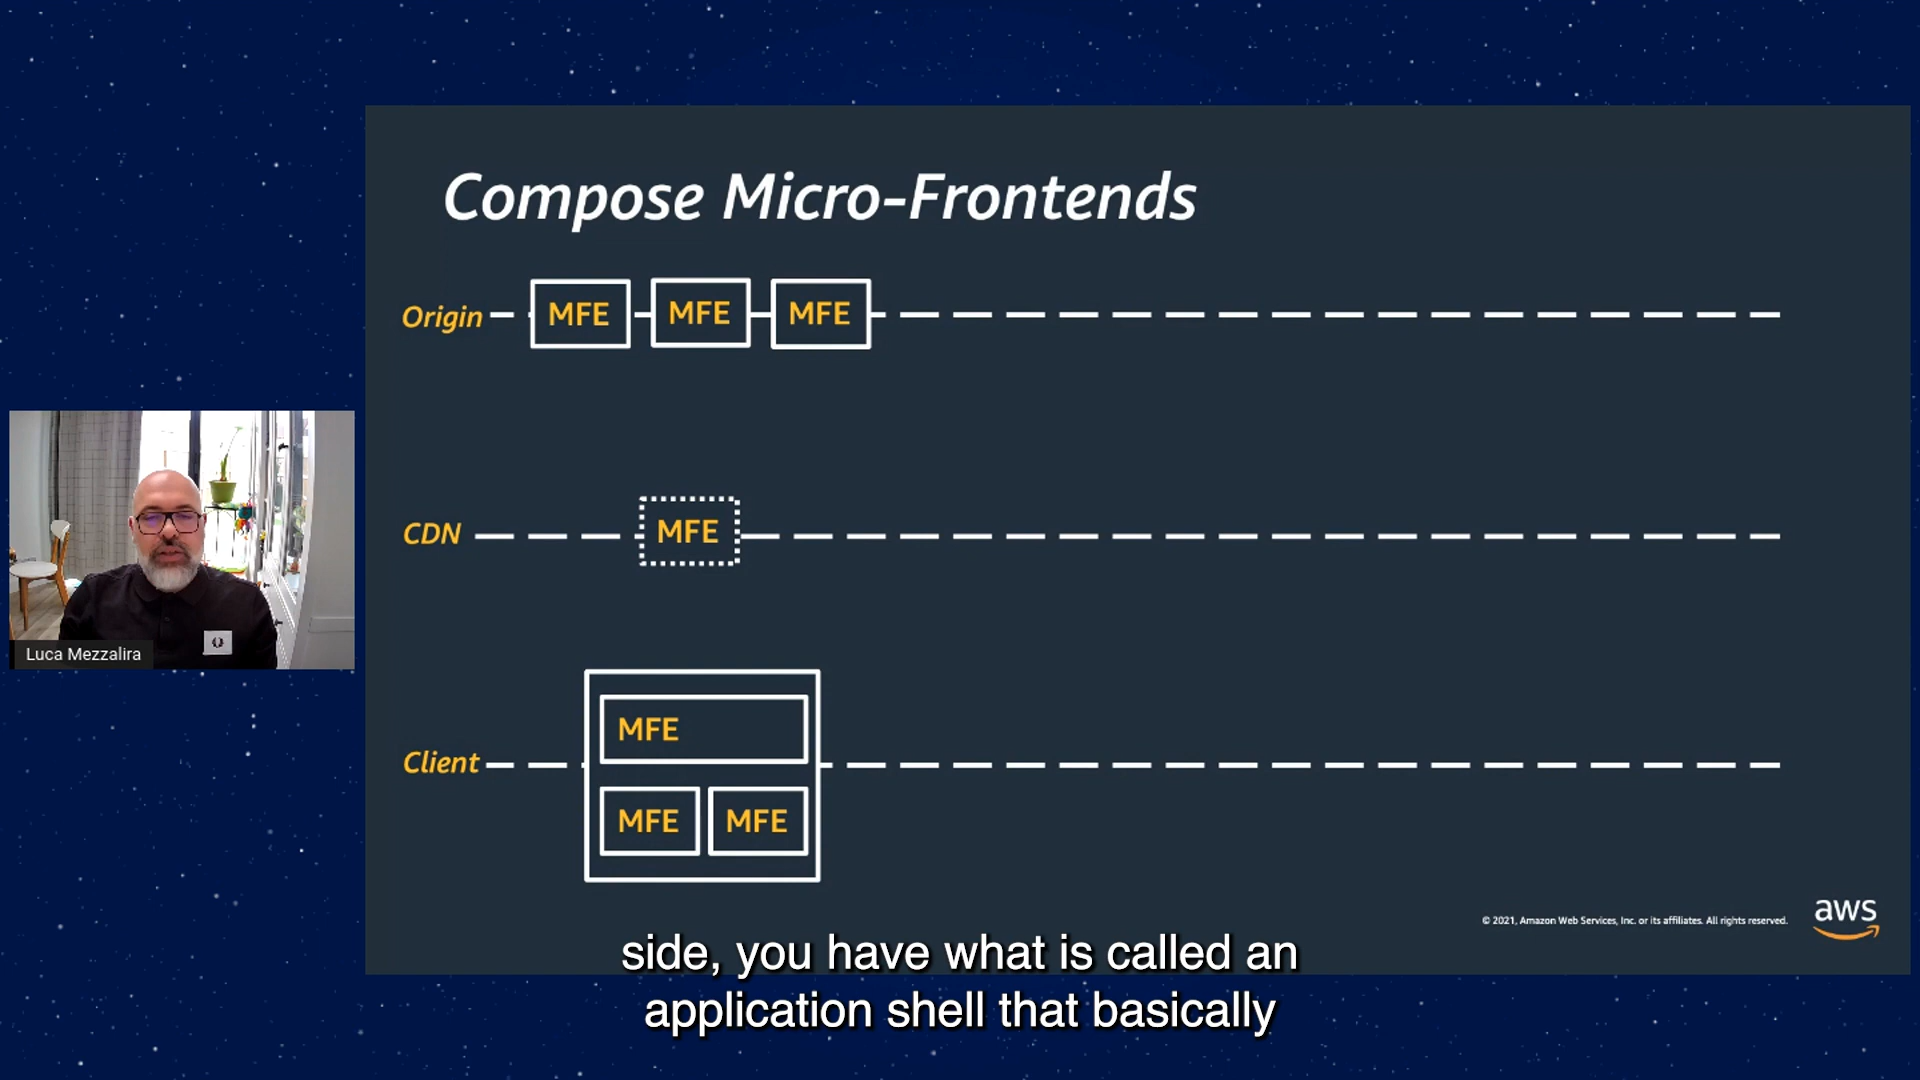 Compose Micro-Frontends
Origin
MFE
MFE
MFE
CDN
MFE
Client
MFE
MFE
MFE
Luca Mezzalira
© 2021, Amazon Web Services, Inc. or its affiliates. All rights reserved.
aws
side, you have what is called an
application shell that basically